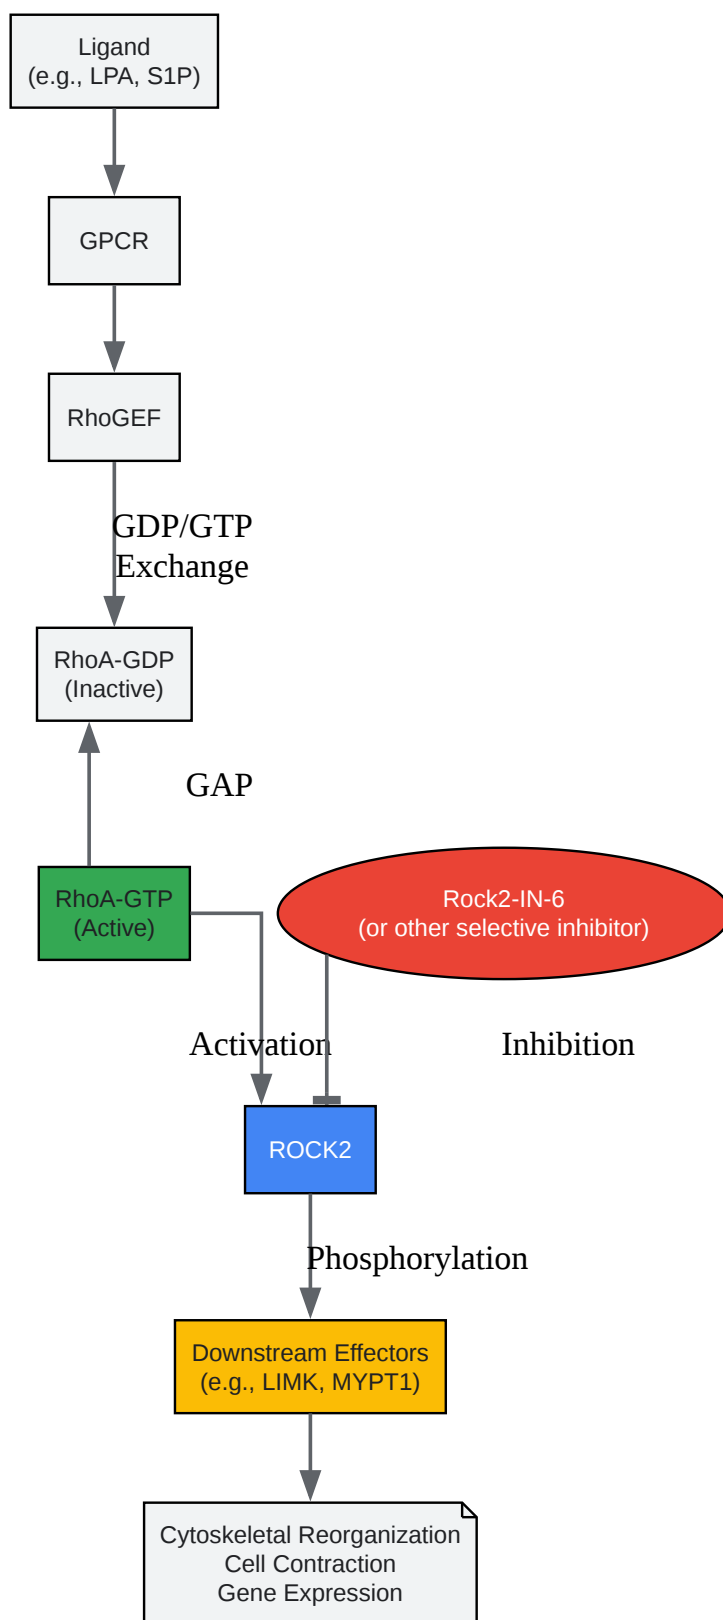 Ligand
(e.g., LPA, S1P)
GPCR
RhoGEF
GDP/GTP
Exchange
RhoA-GDP
(Inactive)
GAP
RhoA-GTP
(Active)
Rock2-IN-6
(or other selective inhibitor)
Activation
Inhibition
ROCK2
Phosphorylation
Downstream Effectors
(e.g., LIMK, MYPT1)
Cytoskeletal Reorganization
Cell Contraction
Gene Expression